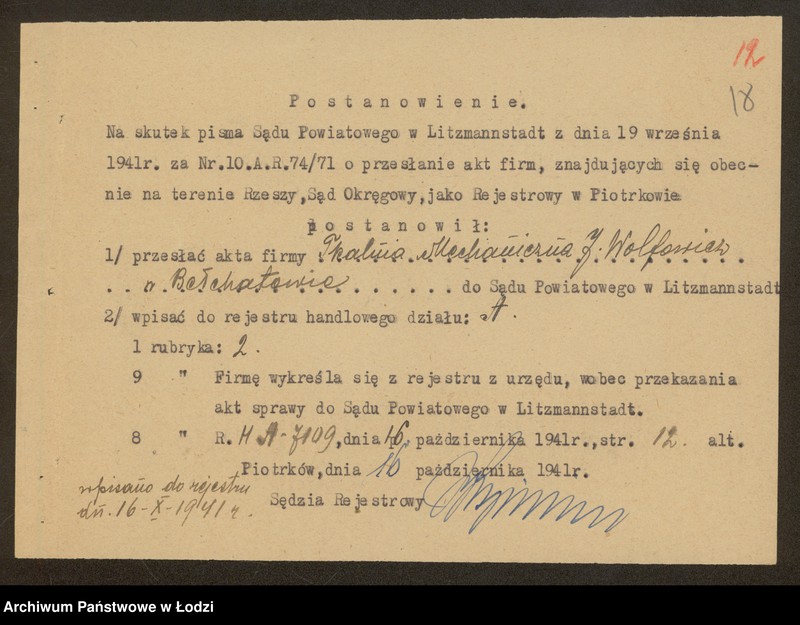 12
18
Postanowienie.
Na skutek pisma Sądu Powiatowego w Litzmannstadt z dnia 19 września
1941r. za Nr.10.A.R.74/71 o przesłanie akt firm, znajdujących się obec-
nie na terenie Rzeszy, Sąd Okręgowy, jako Rejestrowy w Piotrkowie
postanowił:
1/ przesłać akta firmy Tkalnia Mechaniczna J. Wolfowicz
w Bełchatowie do Sądu Powiatowego w Litzmannstadt
2/ wpisać do rejestru handlowego działu: A.
1 rubryka: 2.
9 " Firmę wykreśla się z rejestru z urzędu, wobec przekazania
akt sprawy do Sądu Powiatowego w Litzmannstadt.
8 " R. H A-7109, dnia 16 października 1941r., str. 12. alt.
Piotrków, dnia 16 października 1941r.
Sędzia Rejestrowy
wpisano do rejestru
dn. 16-X-1941 r.
Archiwum Państwowe w Łodzi